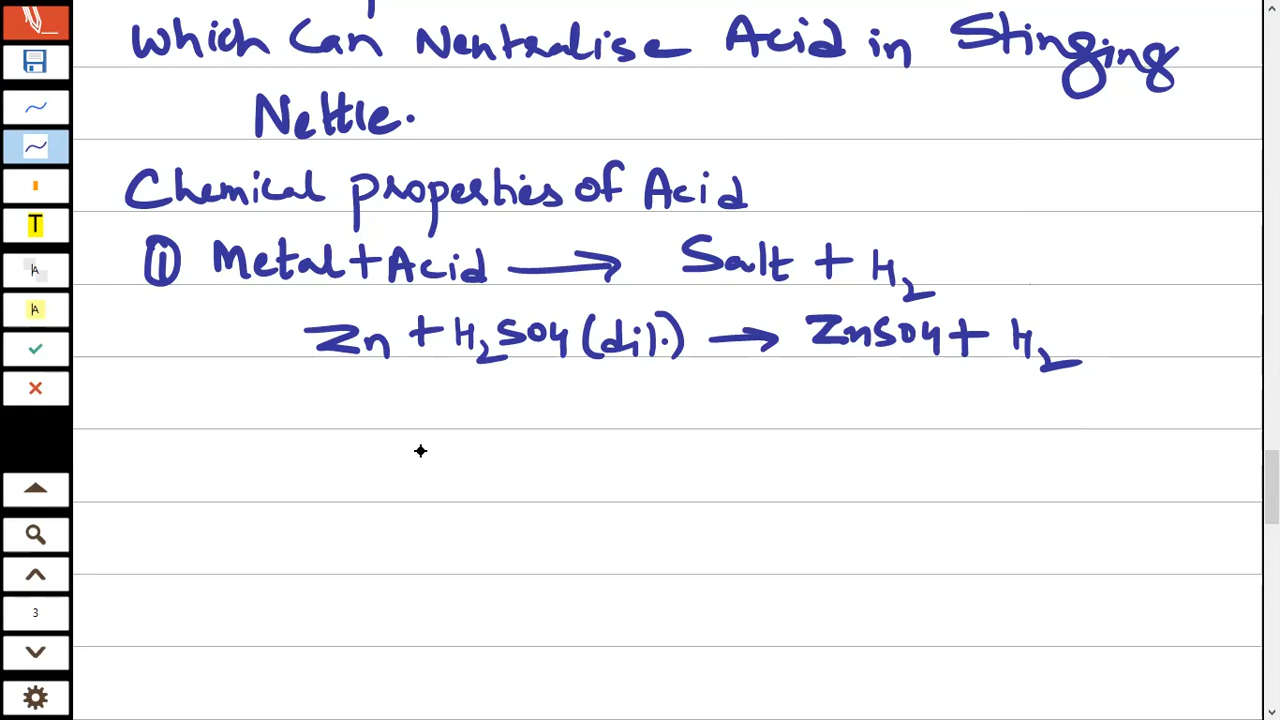 which Can Neutralise Acid in Stinging
Nettle.
Chemical properties of Acid
① Metal + Acid ⟶ Salt + H₂
Zn + H₂SO4 (dil.) → ZnSO4 + H₂
T
A
A
3